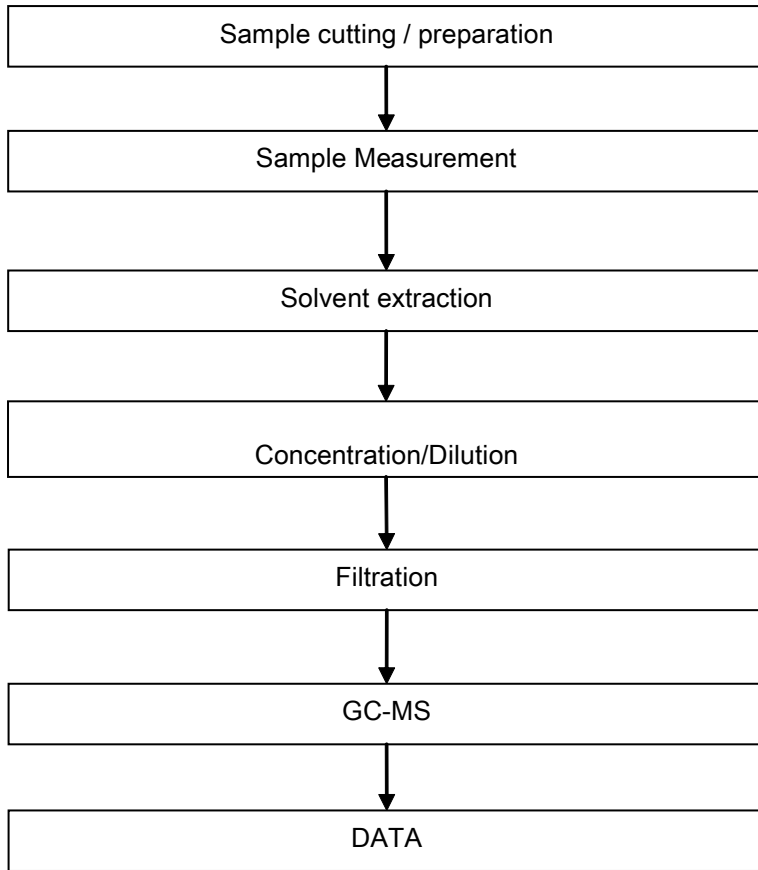 Sample cutting / preparation
Sample Measurement
Solvent extraction
Concentration/Dilution
Filtration
GC-MS
DATA